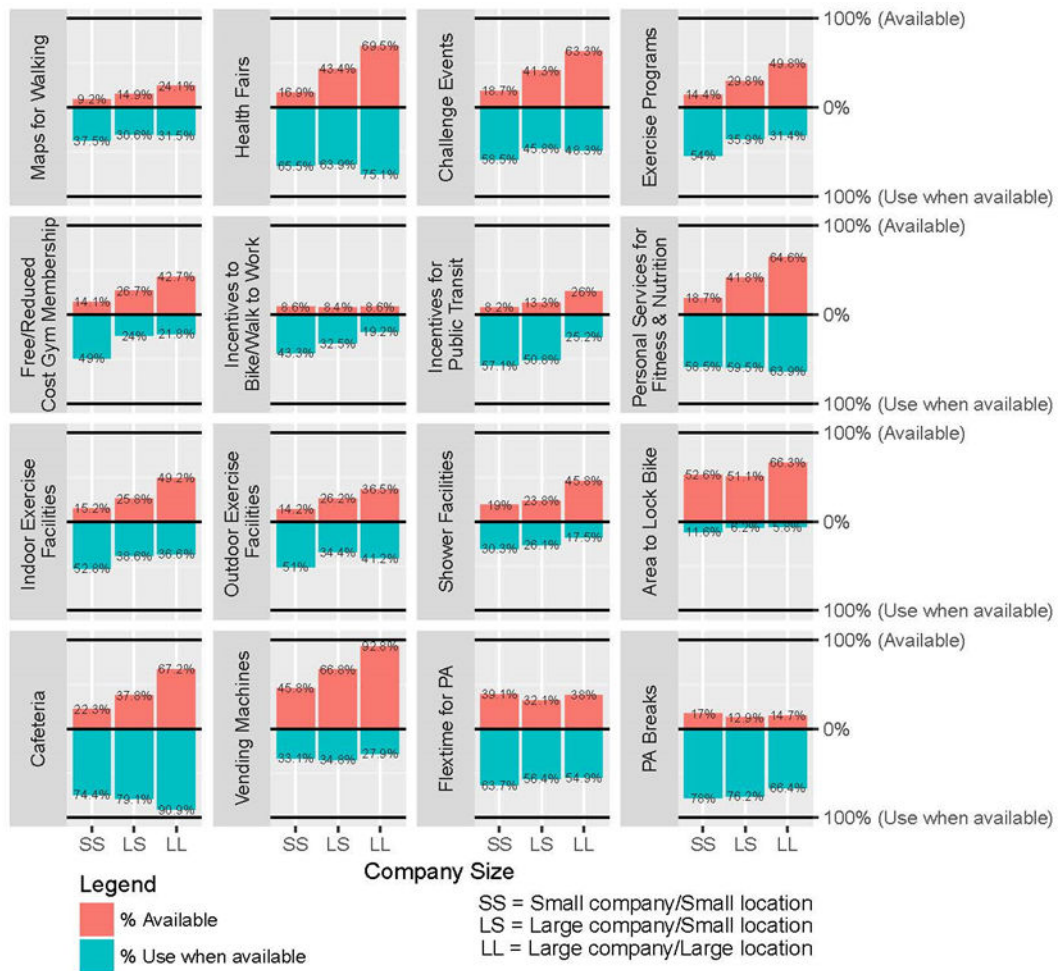 Maps for Walking
9.2% 14.9% 24.1%
37.5% 30.6% 31.5%
Health Fairs
16.9% 43.4% 69.5%
65.5% 63.9% 75.1%
Challenge Events
18.7% 41.3% 63.3%
58.5% 45.8% 48.3%
Exercise Programs
14.4% 29.8% 49.8%
54% 35.9% 31.4%
100% (Available)
0%
100% (Use when available)
Free/Reduced
Cost Gym Membership
14.1% 26.7% 42.7%
49% 24% 21.8%
Incentives to
Bike/Walk to Work
8.6% 8.4% 8.6%
43.3% 32.5% 19.2%
Incentives for
Public Transit
8.2% 13.3% 26%
57.1% 50.8% 25.2%
Personal Services for
Fitness & Nutrition
18.7% 41.8% 64.6%
58.5% 59.5% 63.9%
100% (Available)
0%
100% (Use when available)
Indoor Exercise
Facilities
15.2% 25.8% 49.2%
52.8% 38.6% 36.6%
Outdoor Exercise
Facilities
14.2% 26.2% 36.5%
51% 34.4% 41.2%
Shower Facilities
19% 23.8% 45.8%
30.3% 26.1% 17.5%
Area to Lock Bike
52.6% 51.1% 66.3%
11.6% 6.2% 5.8%
100% (Available)
0%
100% (Use when available)
Cafeteria
22.3% 37.8% 67.2%
74.4% 79.1% 90.9%
Vending Machines
45.8% 66.8% 92.8%
33.1% 34.6% 27.9%
Flextime for PA
39.1% 32.1% 38%
63.7% 56.4% 54.9%
PA Breaks
17% 12.9% 14.7%
78% 76.2% 66.4%
100% (Available)
0%
100% (Use when available)
SS LS LL
SS LS LL
SS LS LL
SS LS LL
Company Size
Legend
% Available
% Use when available
SS = Small company/Small location
LS = Large company/Small location
LL = Large company/Large location